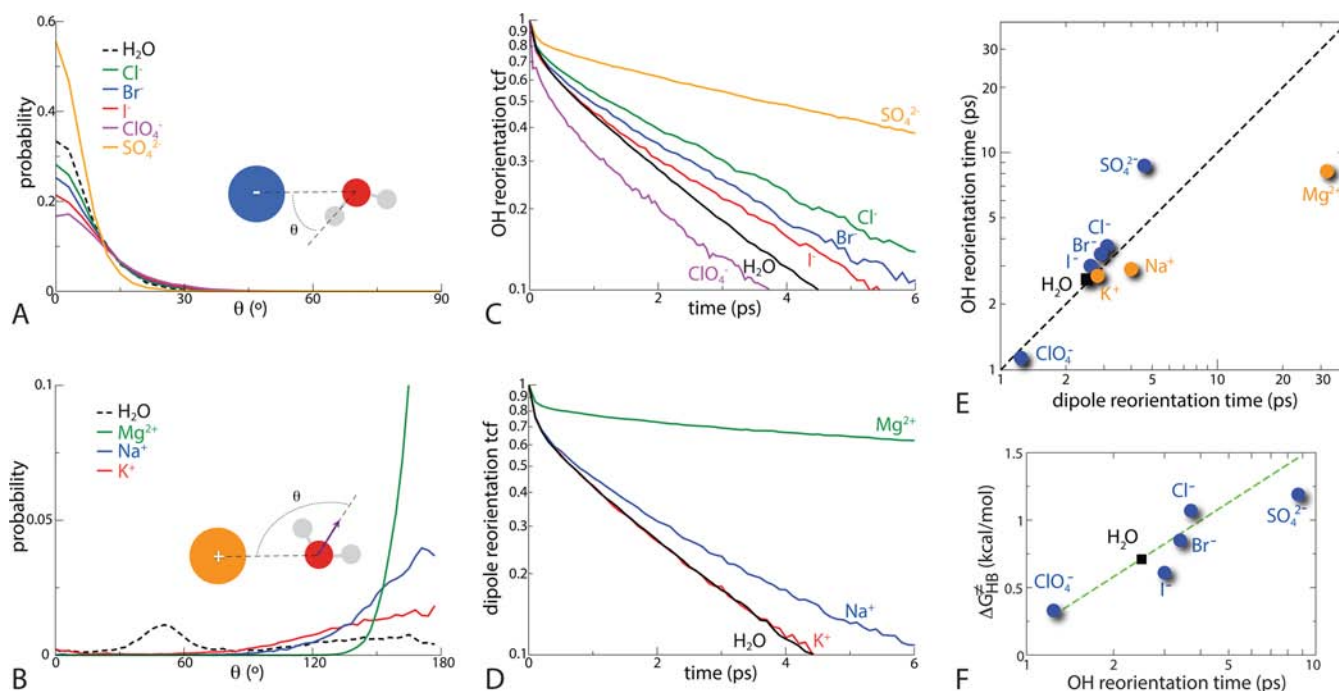 0.6
0.4
0.2
0
probability
H₂O
Cl⁻
Br⁻
I⁻
ClO₄⁻
SO₄²⁻
-
θ
0
30
60
90
θ (º)
A
0.1
0.05
0
probability
H₂O
Mg²⁺
Na⁺
K⁺
+
θ
0
60
120
180
θ (º)
B
1
0.9
0.8
0.7
0.6
0.5
0.4
0.3
0.2
0.1
OH reorientation tcf
SO₄²⁻
Cl⁻
Br⁻
I⁻
H₂O
ClO₄⁻
0
2
4
6
time (ps)
C
1
0.9
0.8
0.7
0.6
0.5
0.4
0.3
0.2
0.1
dipole reorientation tcf
Mg²⁺
Na⁺
K⁺
H₂O
0
2
4
6
time (ps)
D
30
20
10
5
2
1
OH reorientation time (ps)
SO₄²⁻
Mg²⁺
Cl⁻
Br⁻
I⁻
Na⁺
H₂O
K⁺
ClO₄⁻
1
2
5
10
20
30
dipole reorientation time (ps)
E
1.5
1
0.5
0
ΔG‡HB (kcal/mol)
Cl⁻
SO₄²⁻
H₂O
Br⁻
I⁻
ClO₄⁻
1
2
5
10
OH reorientation time (ps)
F